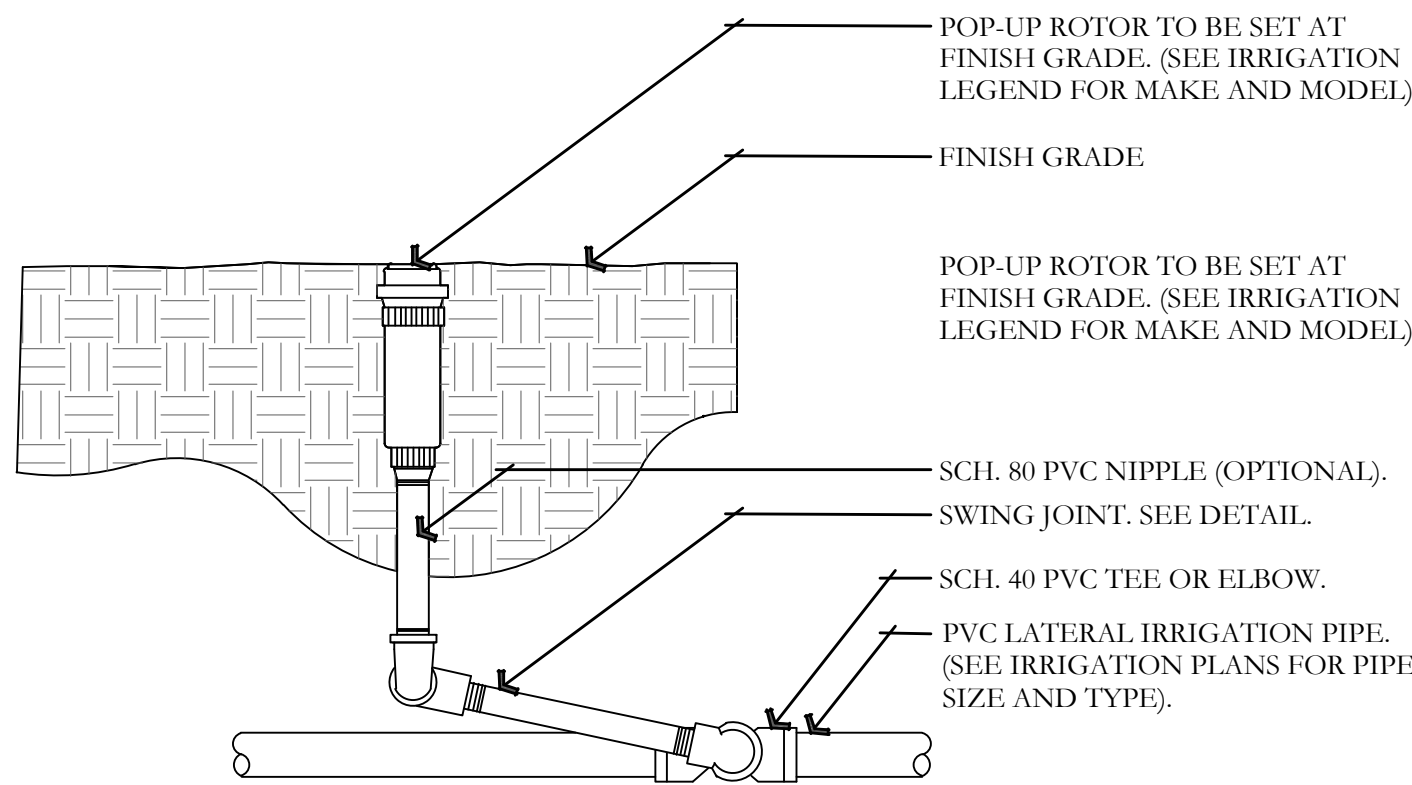 POP-UP ROTOR TO BE SET AT
FINISH GRADE. (SEE IRRIGATION
LEGEND FOR MAKE AND MODEL)
FINISH GRADE
POP-UP ROTOR TO BE SET AT
FINISH GRADE. (SEE IRRIGATION
LEGEND FOR MAKE AND MODEL)
SCH. 80 PVC NIPPLE (OPTIONAL).
SWING JOINT. SEE DETAIL.
SCH. 40 PVC TEE OR ELBOW.
PVC LATERAL IRRIGATION PIPE.
(SEE IRRIGATION PLANS FOR PIPE
SIZE AND TYPE).